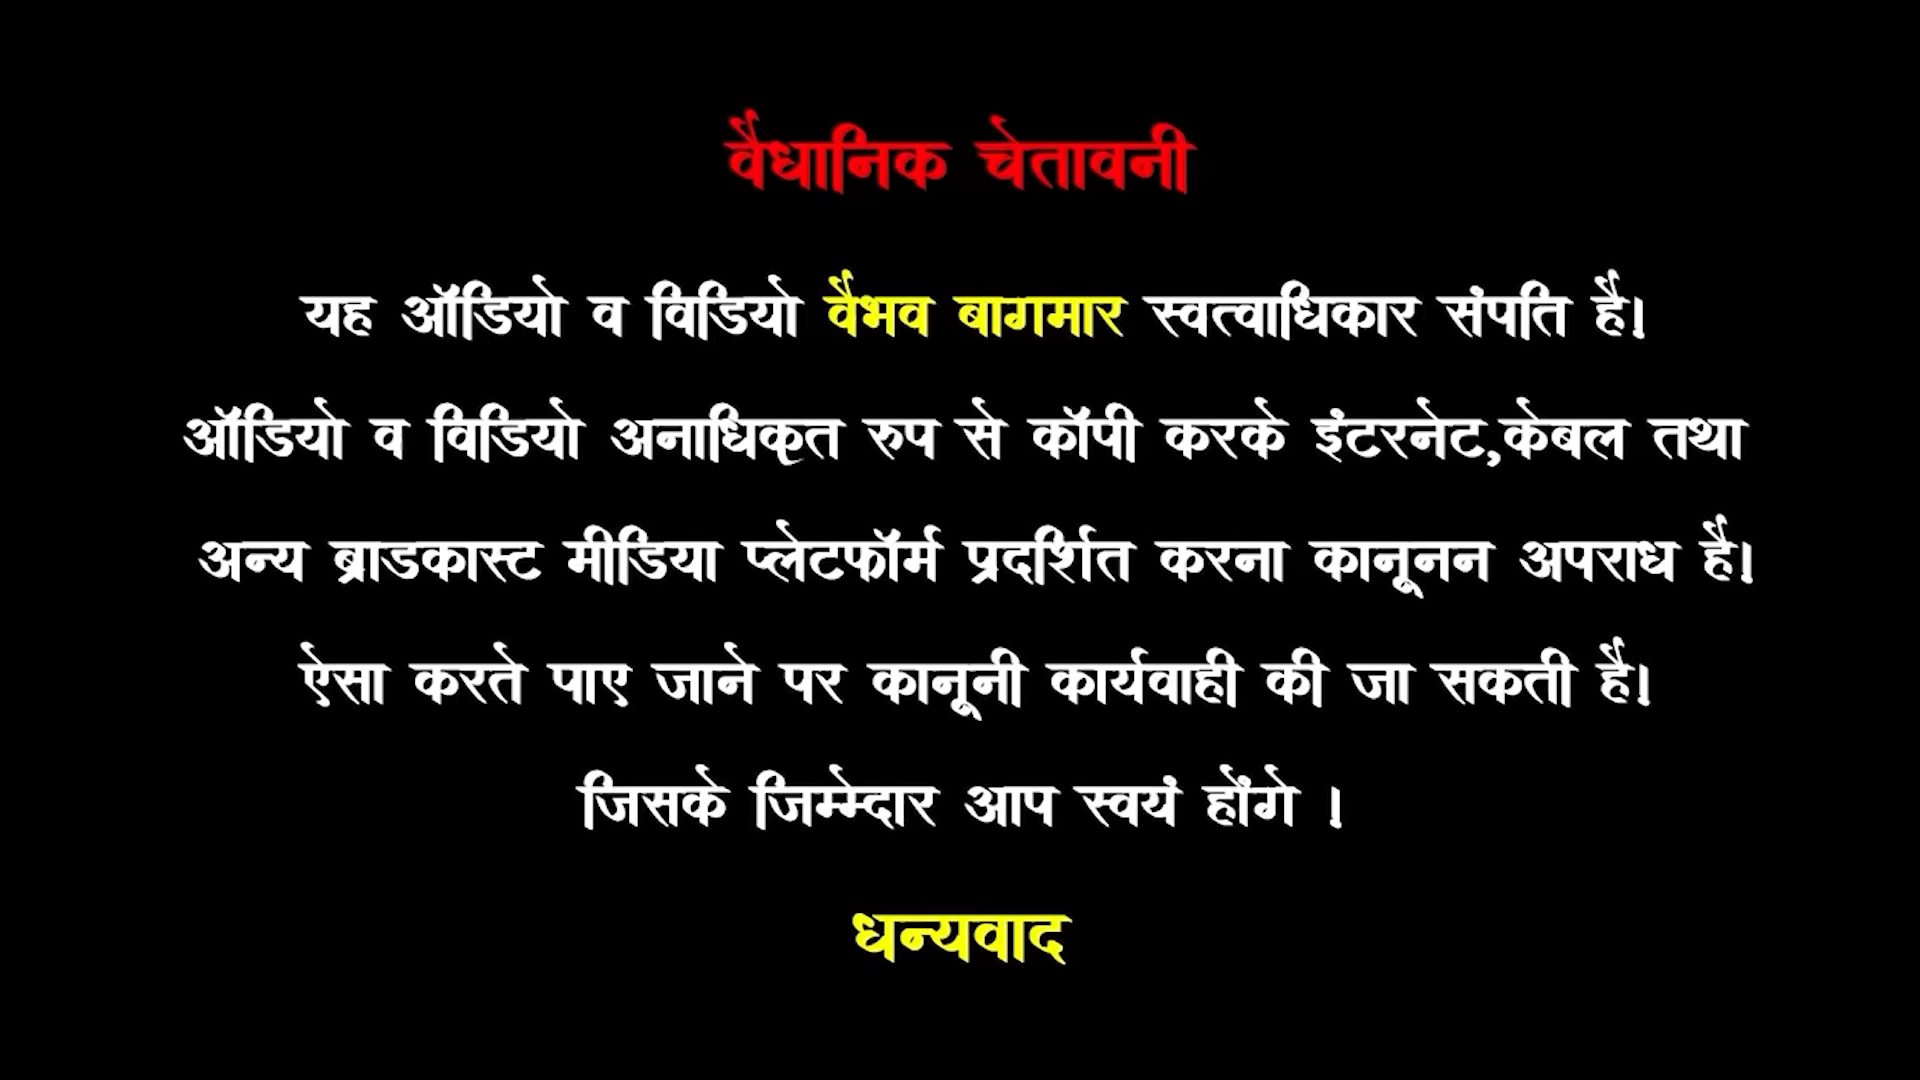 वैधानिक चेतावनी
यह ऑडियो व विडियो वैभव बागमार स्वत्वाधिकार संपति है।
ऑडियो व विडियो अनाधिकृत रुप से कॉपी करके इंटरनेट,केबल तथा
अन्य ब्राडकास्ट मीडिया प्लेटफॉर्म प्रदर्शित करना कानूनन अपराध है।
ऐसा करते पाए जाने पर कानूनी कार्यवाही की जा सकती है।
जिसके जिम्मेदार आप स्वयं होंगे ।
धन्यवाद